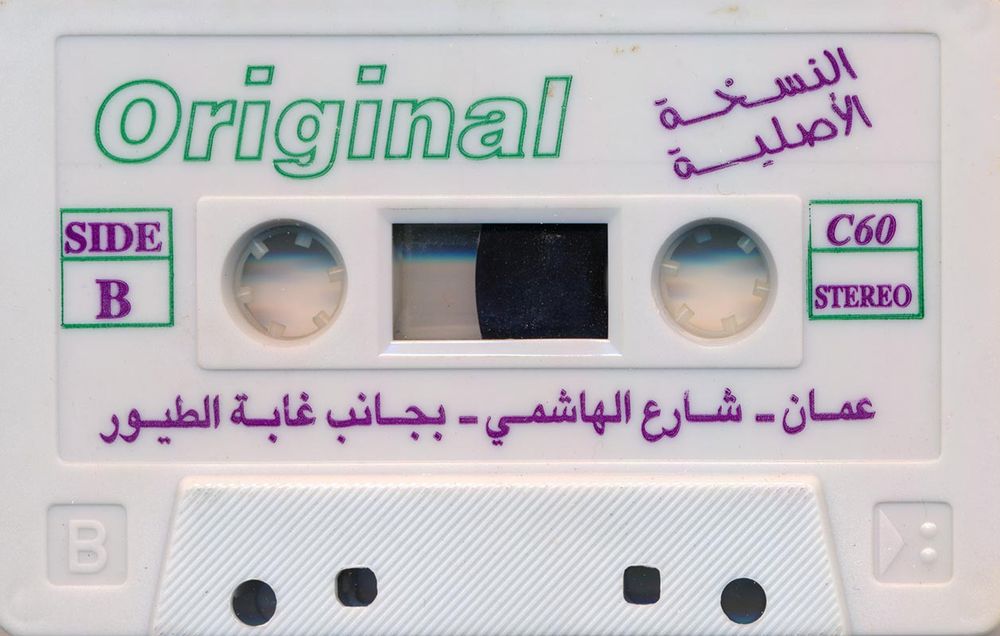 Original
النسخة
الأصلية
SIDE
B
C60
STEREO
عمان - شارع الهاشمي - بجانب غابة الطيور
B